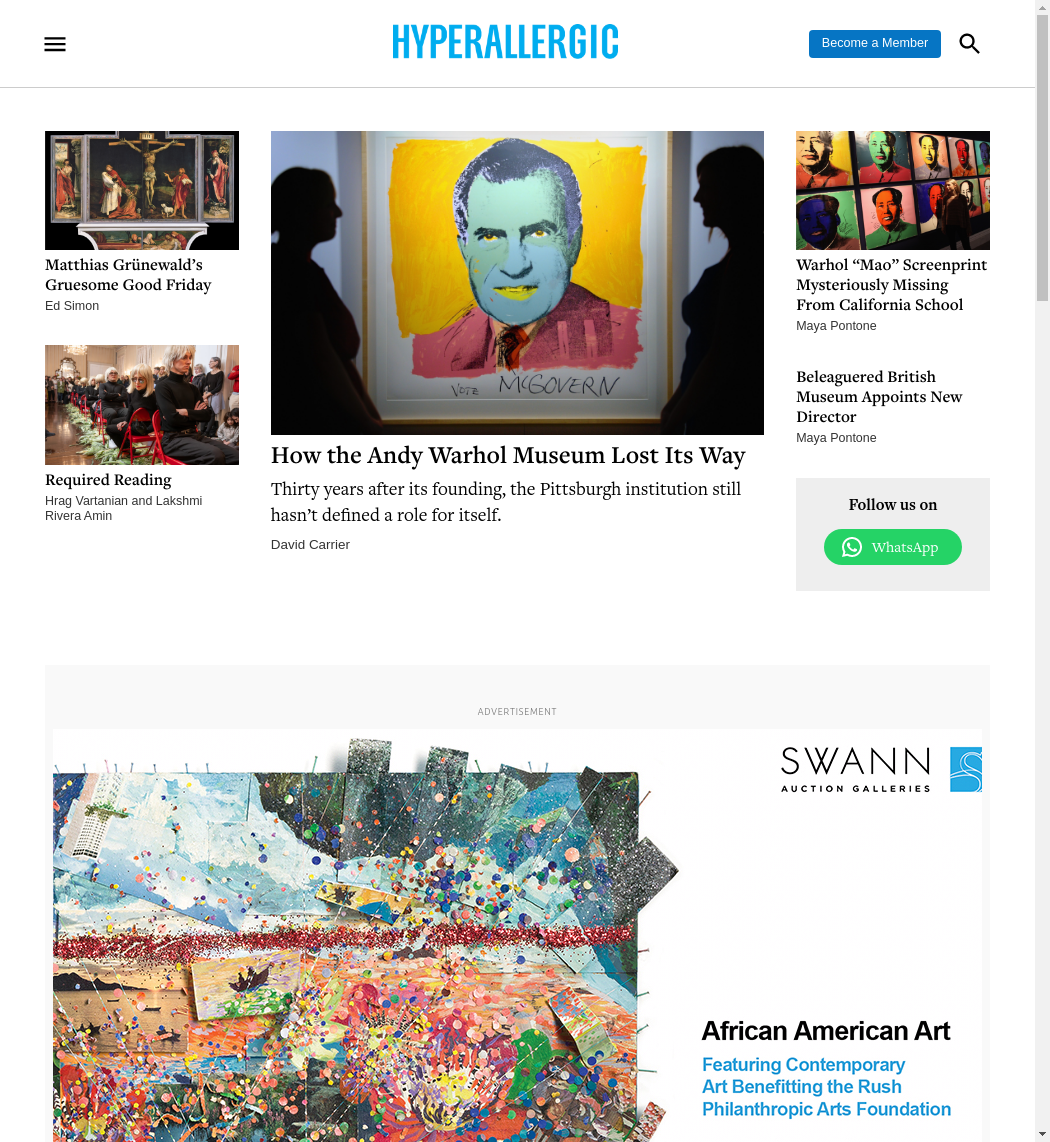 HYPERALLERGIC
Become a Member
Matthias Grünewald’s
Gruesome Good Friday
Ed Simon
Required Reading
Hrag Vartanian and Lakshmi
Rivera Amin
VOTE McGOVERN
How the Andy Warhol Museum Lost Its Way
Thirty years after its founding, the Pittsburgh institution still
hasn’t defined a role for itself.
David Carrier
Warhol “Mao” Screenprint
Mysteriously Missing
From California School
Maya Pontone
Beleaguered British
Museum Appoints New
Director
Maya Pontone
Follow us on
WhatsApp
ADVERTISEMENT
SWANN
AUCTION GALLERIES
African American Art
Featuring Contemporary
Art Benefitting the Rush
Philanthropic Arts Foundation